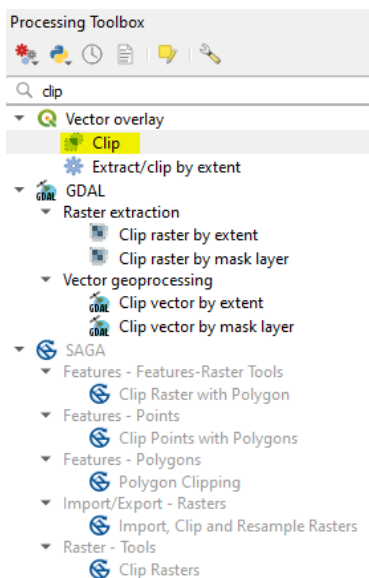 Processing Toolbox
clip
Vector overlay
Clip
Extract/clip by extent
GDAL
Raster extraction
Clip raster by extent
Clip raster by mask layer
Vector geoprocessing
Clip vector by extent
Clip vector by mask layer
SAGA
Features - Features-Raster Tools
Clip Raster with Polygon
Features - Points
Clip Points with Polygons
Features - Polygons
Polygon Clipping
Import/Export - Rasters
Import, Clip and Resample Rasters
Raster - Tools
Clip Rasters